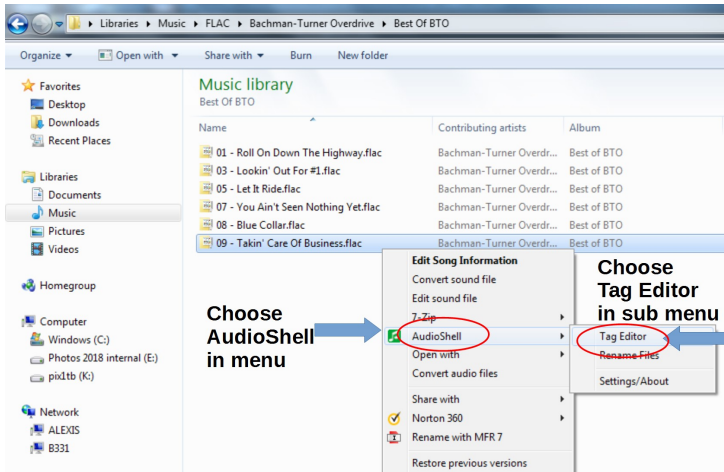 Libraries Music FLAC Bachman-Turner Overdrive Best Of BTO
Organize Open with Share with Burn New folder
Favorites
Desktop
Downloads
Recent Places
Libraries
Documents
Music
Pictures
Videos
Homegroup
Computer
Windows (C:)
Photos 2018 internal (E:)
pix1tb (K:)
Network
ALEXIS
B331
Music library
Best Of BTO
Name Contributing artists Album
01 - Roll On Down The Highway.flac Bachman-Turner Overdr... Best of BTO
03 - Lookin' Out For #1.flac Bachman-Turner Overdr... Best of BTO
05 - Let It Ride.flac Bachman-Turner Overdr... Best of BTO
07 - You Ain't Seen Nothing Yet.flac Bachman-Turner Overdr... Best of BTO
08 - Blue Collar.flac Bachman-Turner Overdr... Best of BTO
09 - Takin' Care Of Business.flac Bachman-Turner Overdr... Best of BTO
Choose
AudioShell
in menu
Edit Song Information
Convert sound file
Edit sound file
7-Zip
AudioShell
Open with
Convert audio files
Share with
Norton 360
Rename with MFR 7
Restore previous versions
Choose
Tag Editor
in sub menu
Tag Editor
Rename Files
Settings/About